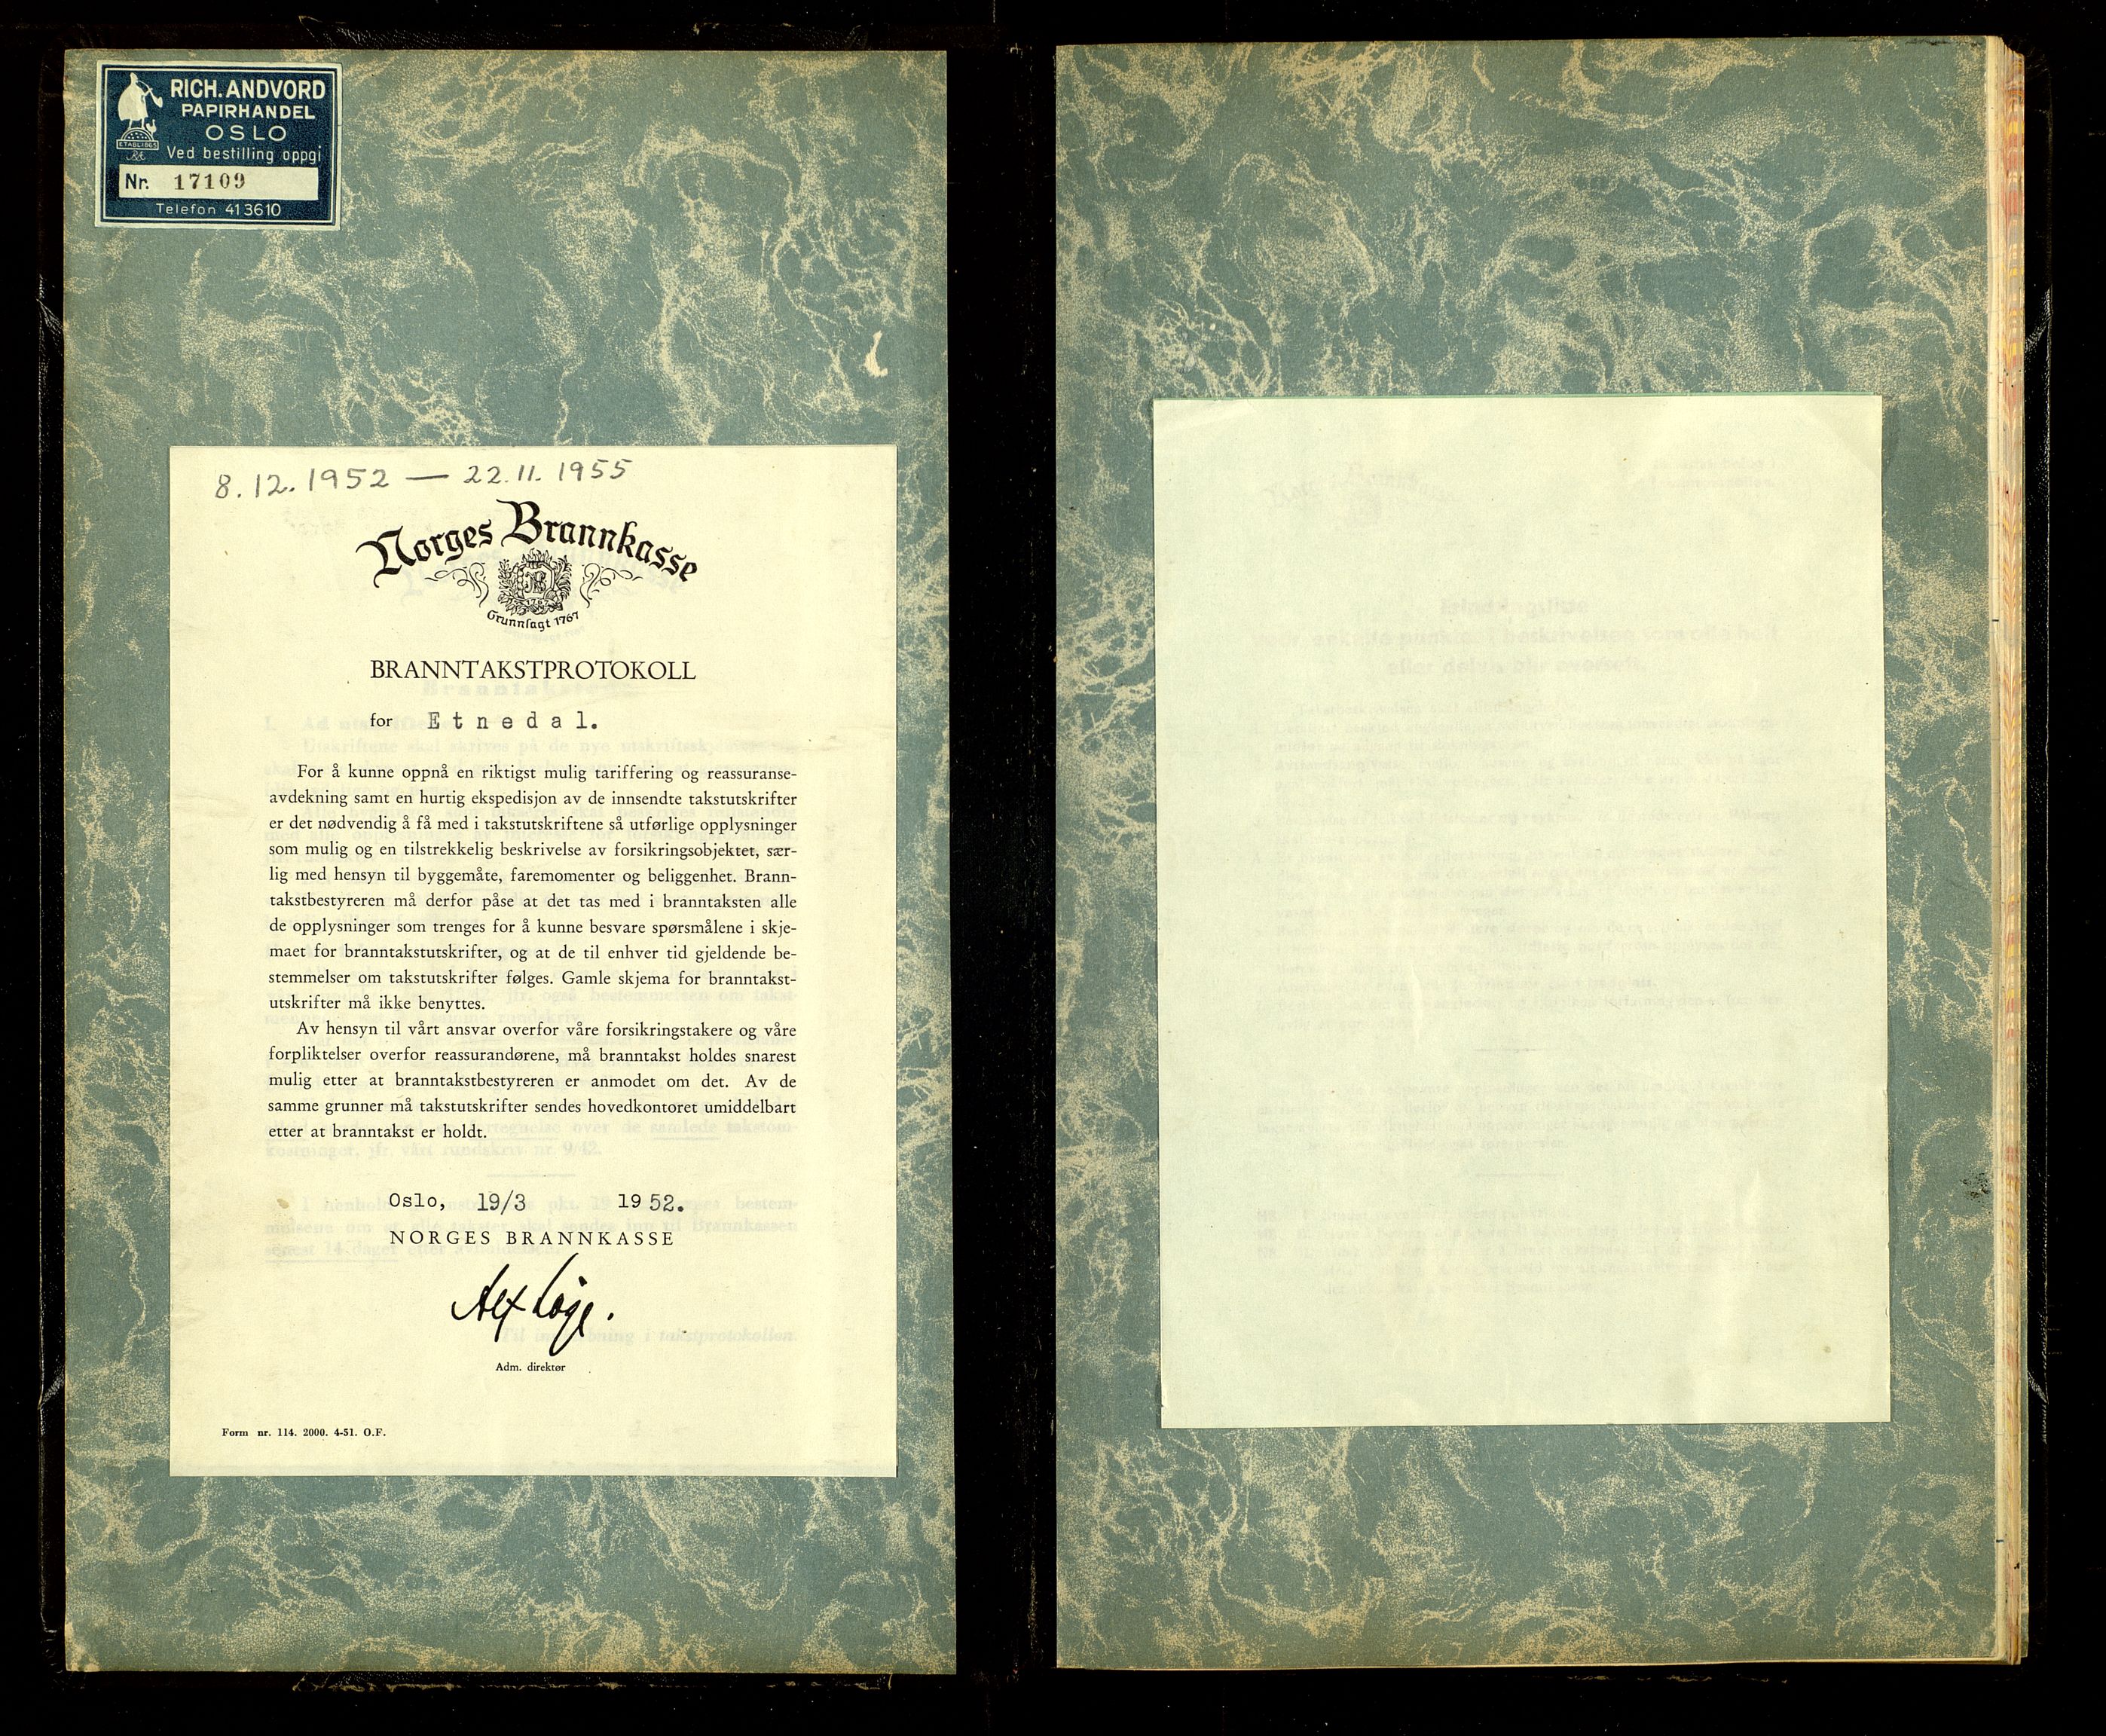 RICH. ANDVORD
PAPIRHANDEL
OSLO
ETABL. 1865
Ved bestilling oppgi
Nr. 17109
Telefon 413610
8.12.1952 — 22.11.1955
Norges Brannkasse
1767
Grunnlagt 1767
BRANNTAKSTPROTOKOLL
for Etnedal.
For å kunne oppnå en riktigst mulig tariffering og reassuranse-
avdekning samt en hurtig ekspedisjon av de innsendte takstutskrifter
er det nødvendig å få med i takstutskriftene så utførlige opplysninger
som mulig og en tilstrekkelig beskrivelse av forsikringsobjektet, sær-
lig med hensyn til byggemåte, faremomenter og beliggenhet. Brann-
takstbestyreren må derfor påse at det tas med i branntaksten alle
de opplysninger som trenges for å kunne besvare spørsmålene i skje-
maet for branntakstutskrifter, og at de til enhver tid gjeldende be-
stemmelser om takstutskrifter følges. Gamle skjema for branntakst-
utskrifter må ikke benyttes.
Av hensyn til vårt ansvar overfor våre forsikringstakere og våre
forpliktelser overfor reassurandørene, må branntakst holdes snarest
mulig etter at branntakstbestyreren er anmodet om det. Av de
samme grunner må takstutskrifter sendes hovedkontoret umiddelbart
etter at branntakst er holdt.
Oslo, 19/3 1952.
NORGES BRANNKASSE
Adm. direktør
Form nr. 114. 2000. 4-51. O.F.